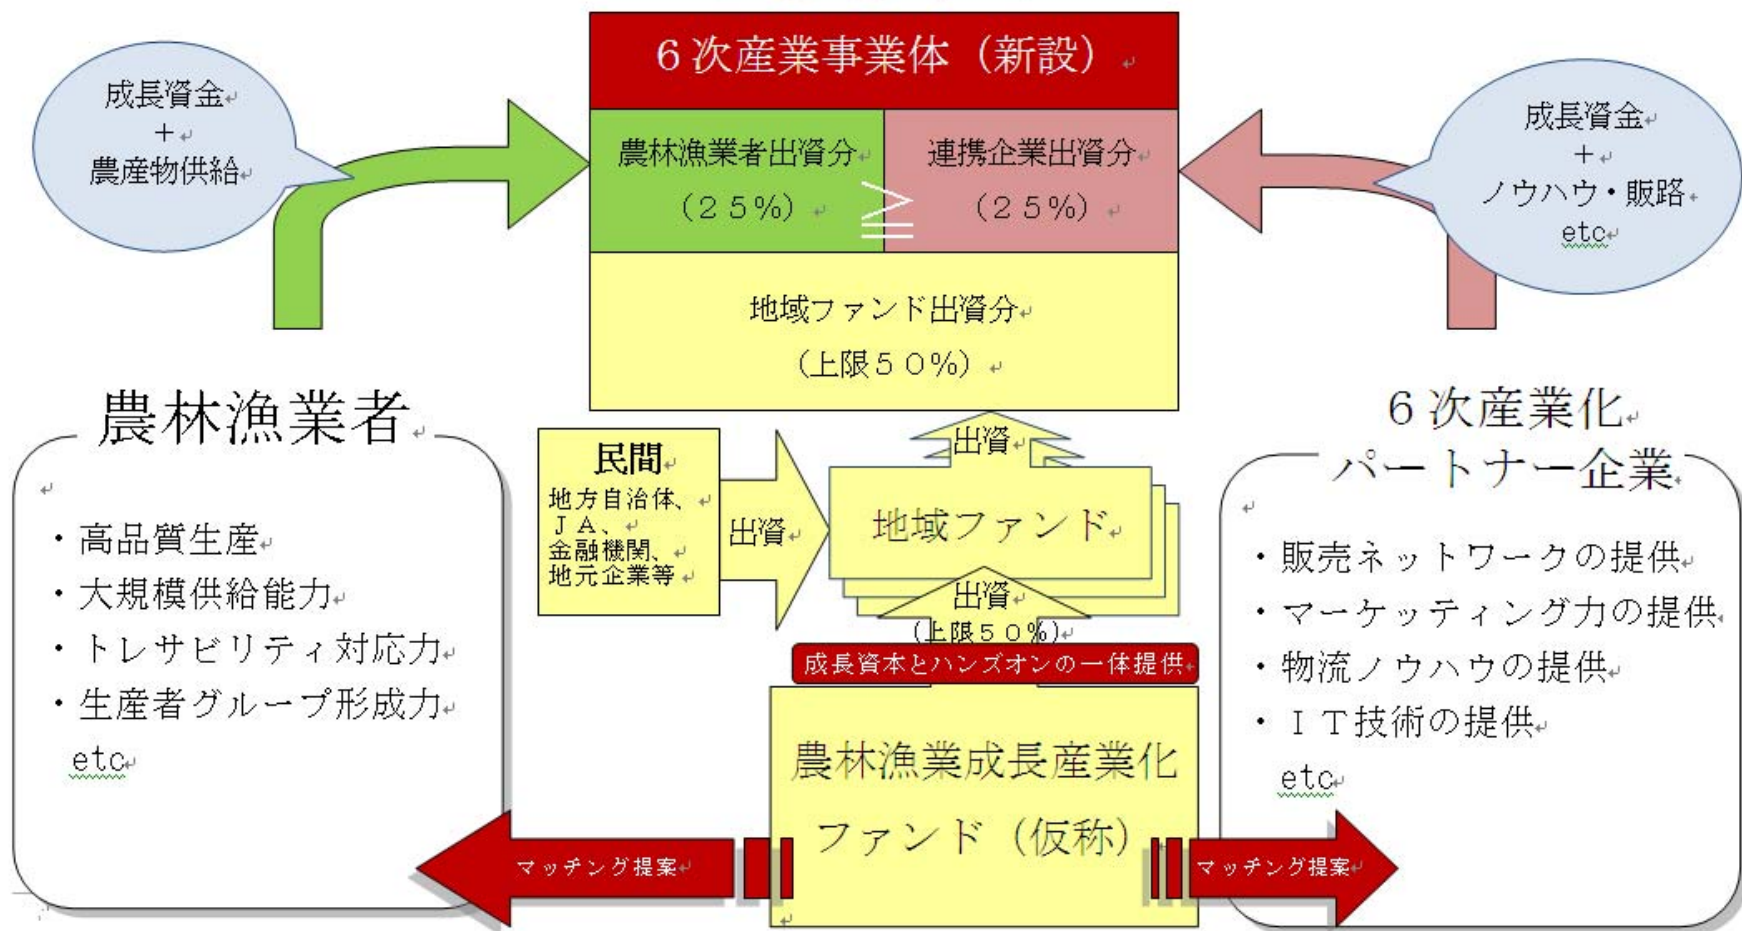 ６次産業事業体（新設）
成長資金
＋
農産物供給
農林漁業者出資分
（２５％）
≧
連携企業出資分
（２５％）
成長資金
＋
ノウハウ・販路
etc
地域ファンド出資分
（上限５０％）
農林漁業者
・高品質生産
・大規模供給能力
・トレサビリティ対応力
・生産者グループ形成力
etc
民間
地方自治体、
ＪＡ、
金融機関、
地元企業等
出資
出資
地域ファンド
出資
（上限５０％）
成長資本とハンズオンの一体提供
農林漁業成長産業化
ファンド（仮称）
マッチング提案
マッチング提案
６次産業化
パートナー企業
・販売ネットワークの提供
・マーケッティング力の提供
・物流ノウハウの提供
・ＩＴ技術の提供
etc